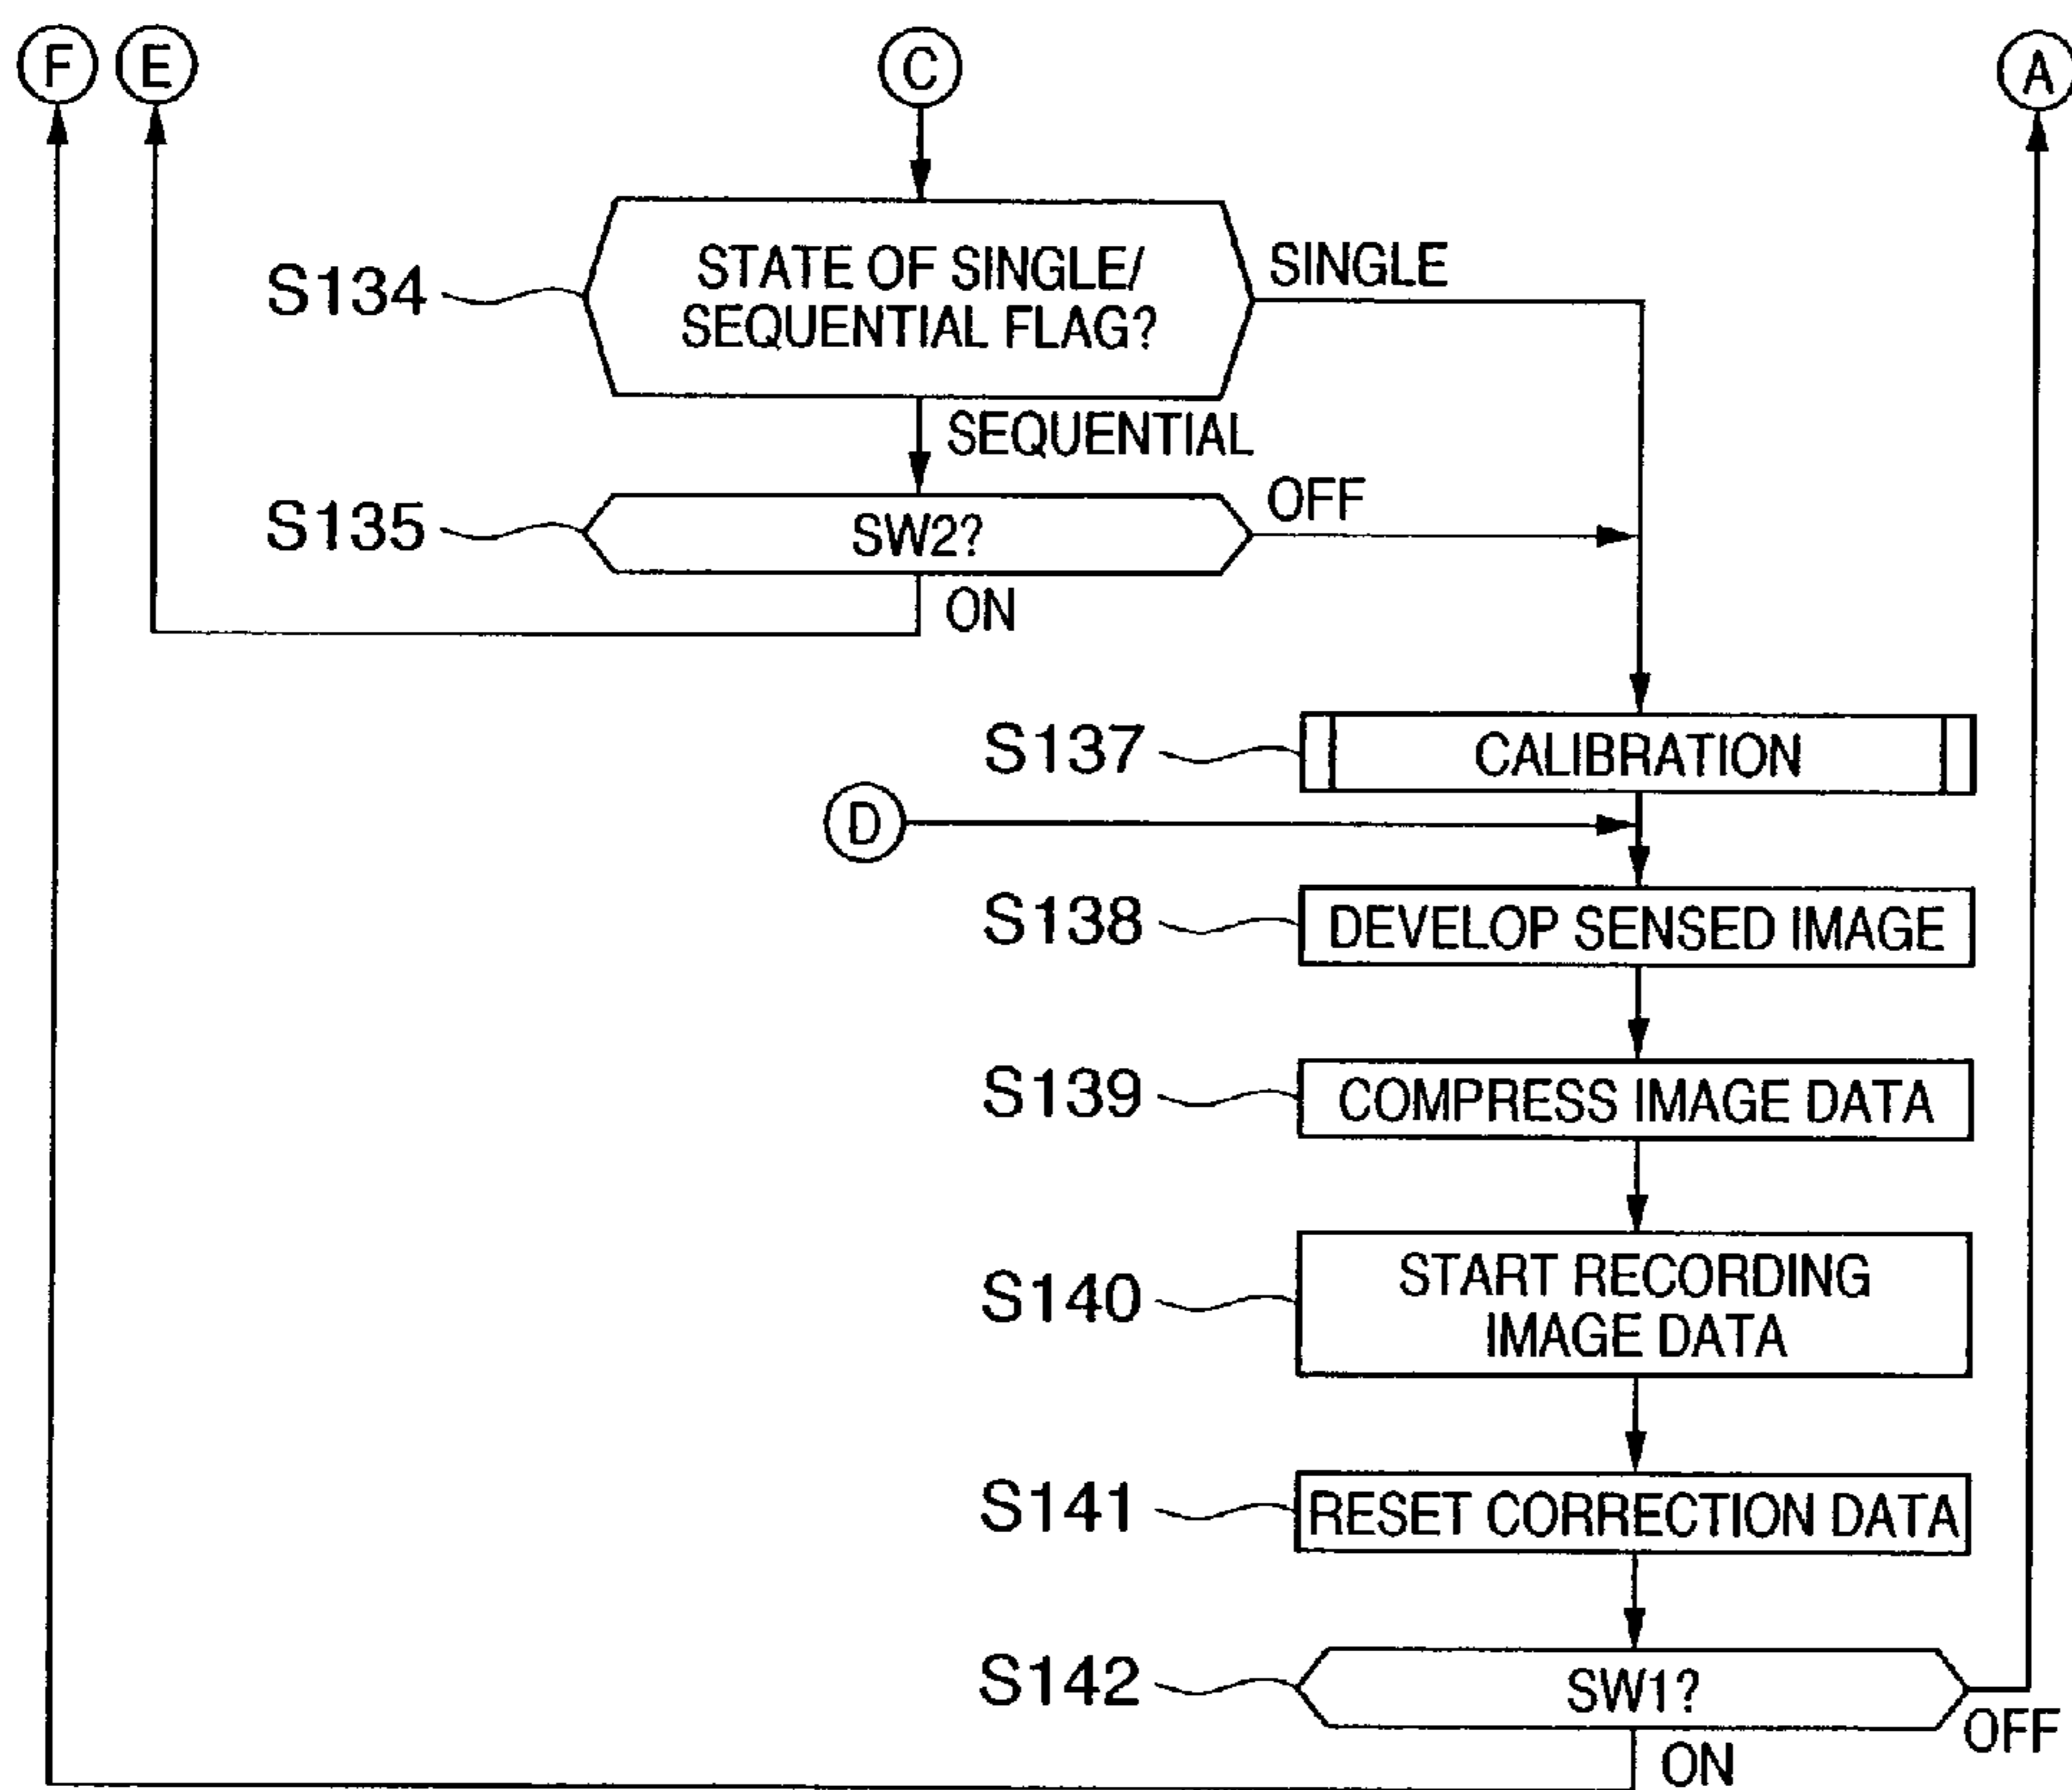 F
E
C
A
S134
STATE OF SINGLE/
SEQUENTIAL FLAG?
SINGLE
SEQUENTIAL
S135
SW2?
OFF
ON
S137
CALIBRATION
D
S138
DEVELOP SENSED IMAGE
S139
COMPRESS IMAGE DATA
S140
START RECORDING
IMAGE DATA
S141
RESET CORRECTION DATA
S142
SW1?
OFF
ON